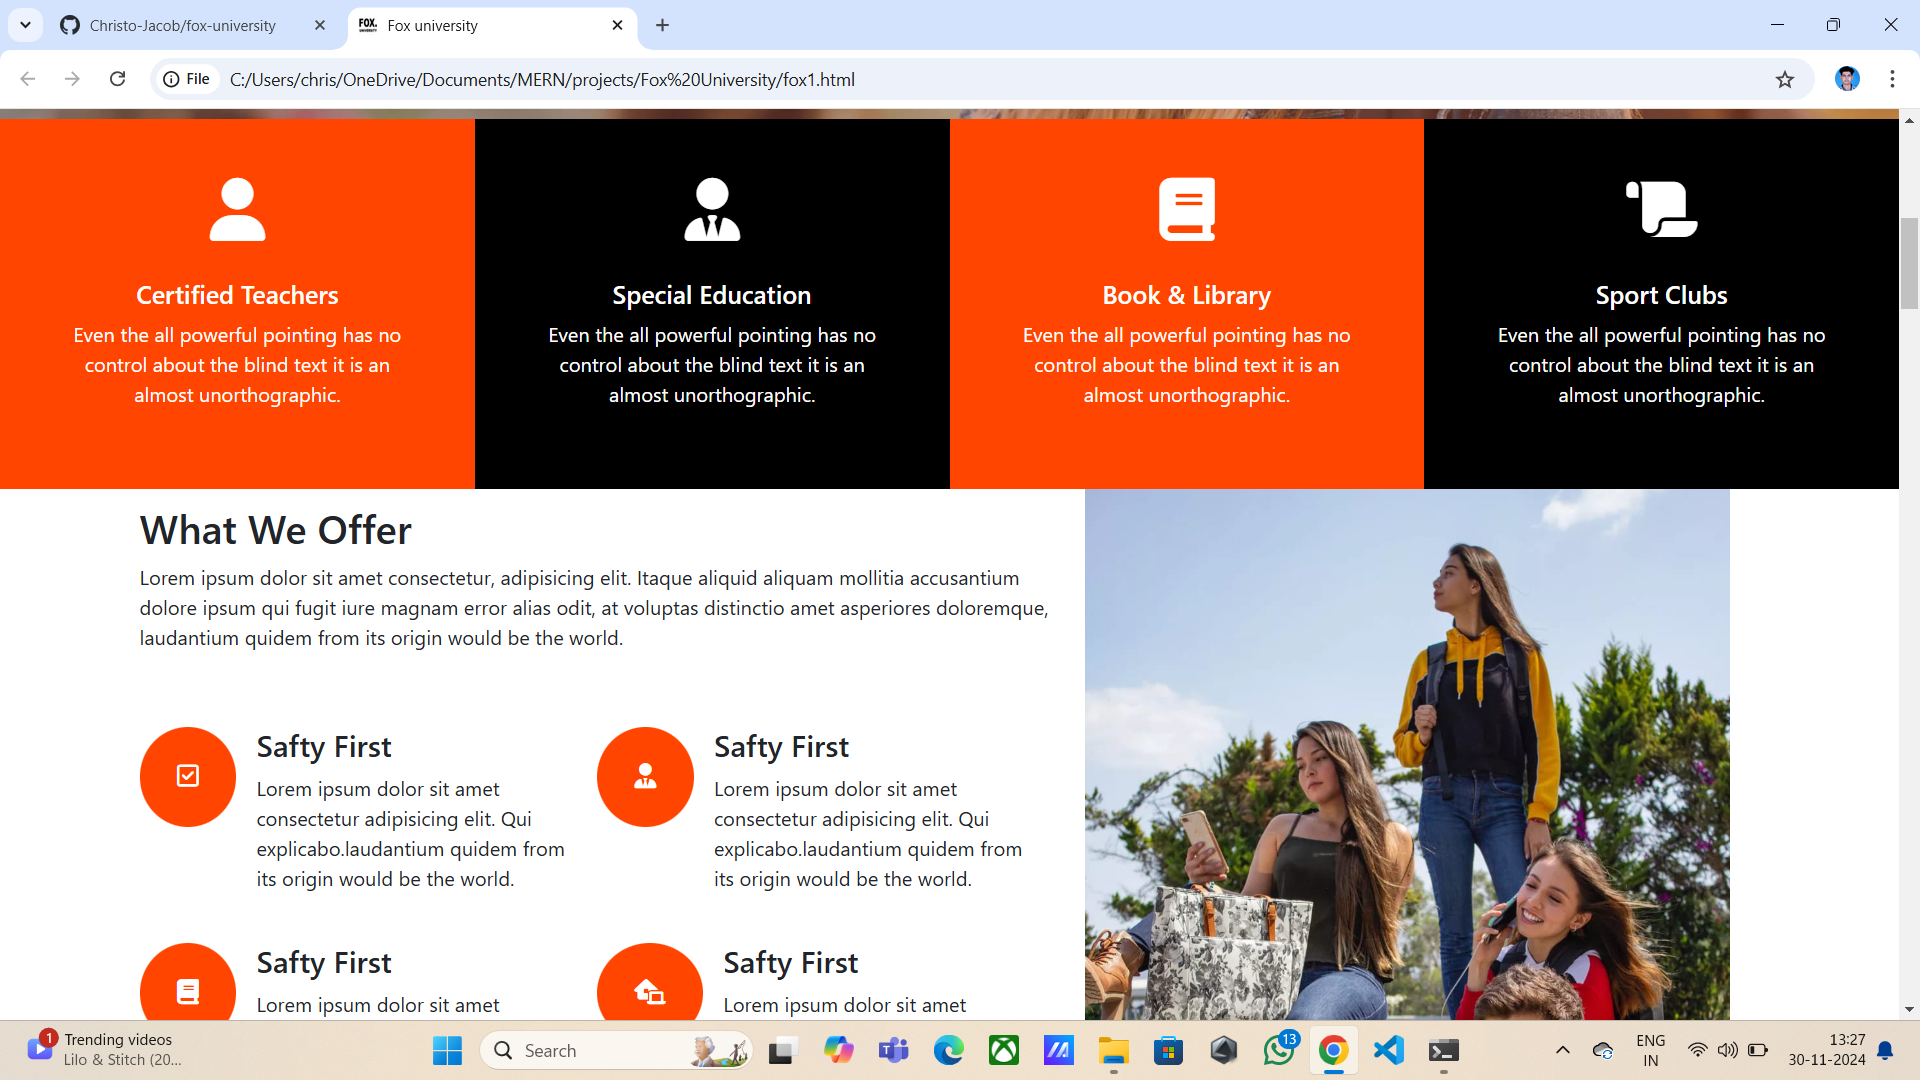 Christo-Jacob/fox-university
FOX.
UNIVERSITY
Fox university
File
C:/Users/chris/OneDrive/Documents/MERN/projects/Fox%20University/fox1.html
Certified Teachers
Even the all powerful pointing has no
control about the blind text it is an
almost unorthographic.
Special Education
Even the all powerful pointing has no
control about the blind text it is an
almost unorthographic.
Book & Library
Even the all powerful pointing has no
control about the blind text it is an
almost unorthographic.
Sport Clubs
Even the all powerful pointing has no
control about the blind text it is an
almost unorthographic.
What We Offer
Lorem ipsum dolor sit amet consectetur, adipisicing elit. Itaque aliquid aliquam mollitia accusantium
dolore ipsum qui fugit iure magnam error alias odit, at voluptas distinctio amet asperiores doloremque,
laudantium quidem from its origin would be the world.
Safty First
Lorem ipsum dolor sit amet
consectetur adipisicing elit. Qui
explicabo.laudantium quidem from
its origin would be the world.
Safty First
Lorem ipsum dolor sit amet
consectetur adipisicing elit. Qui
explicabo.laudantium quidem from
its origin would be the world.
Safty First
Lorem ipsum dolor sit amet
Safty First
Lorem ipsum dolor sit amet
1
Trending videos
Lilo & Stitch (20...
Search
13
ENG
IN
13:27
30-11-2024